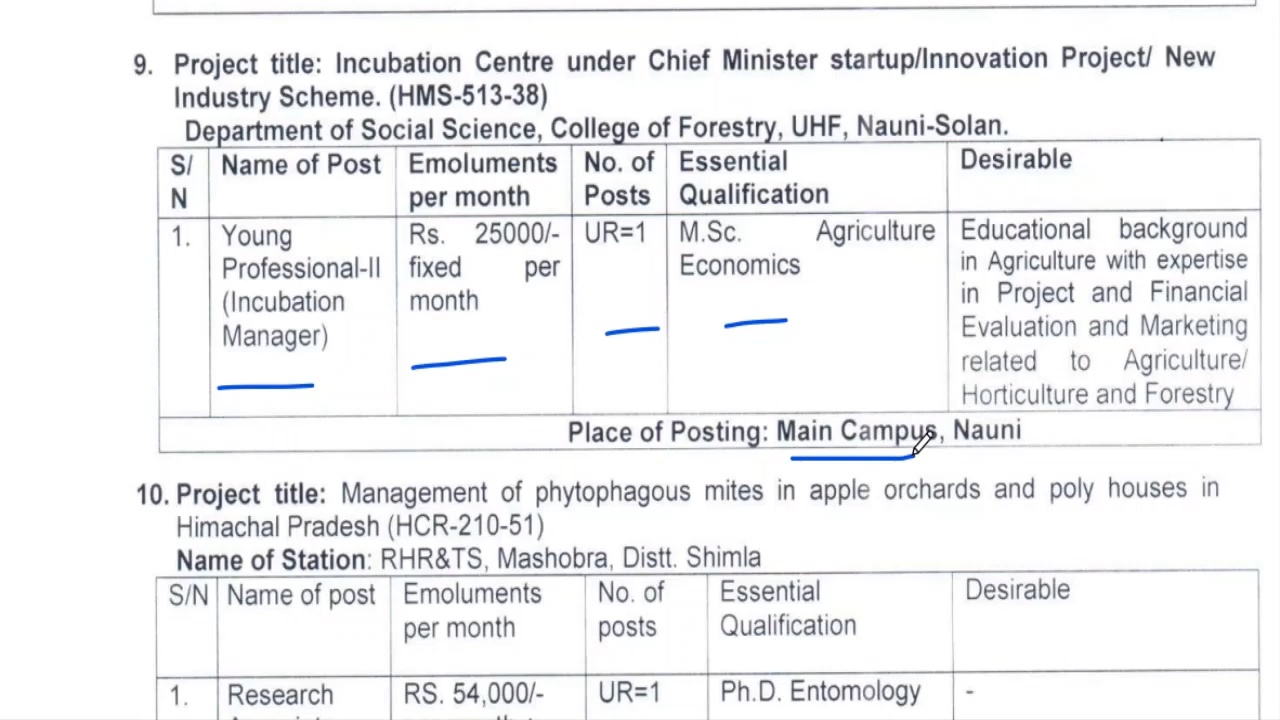 9. Project title: Incubation Centre under Chief Minister startup/Innovation Project/ New
Industry Scheme. (HMS-513-38)
Department of Social Science, College of Forestry, UHF, Nauni-Solan.
S/ Name of Post Emoluments No. of Essential Desirable
N per month Posts Qualification
1. Young Rs. 25000/- UR=1 M.Sc. Agriculture Educational background
Professional-II fixed per Economics in Agriculture with expertise
(Incubation month in Project and Financial
Manager) Evaluation and Marketing
related to Agriculture/
Horticulture and Forestry
Place of Posting: Main Campus, Nauni
10. Project title: Management of phytophagous mites in apple orchards and poly houses in
Himachal Pradesh (HCR-210-51)
Name of Station: RHR&TS, Mashobra, Distt. Shimla
S/N Name of post Emoluments No. of Essential Desirable
per month posts Qualification
1. Research RS. 54,000/- UR=1 Ph.D. Entomology -